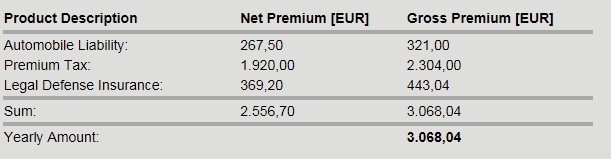 Product Description Net Premium [EUR] Gross Premium [EUR]
Automobile Liability: 267,50 321,00
Premium Tax: 1.920,00 2.304,00
Legal Defense Insurance: 369,20 443,04
Sum: 2.556,70 3.068,04
Yearly Amount: 3.068,04